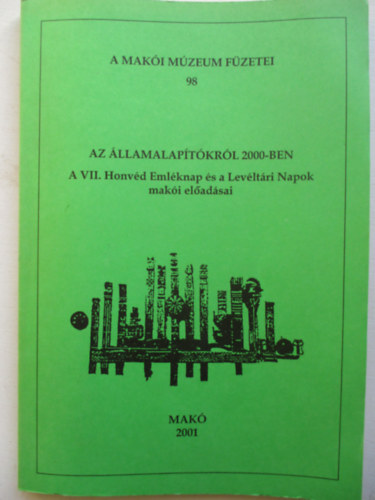 A MAKÓI MÚZEUM FÜZETEI
98
AZ ÁLLAMALAPÍTÓKRÓL 2000-BEN
A VII. Honvéd Emléknap és a Levéltári Napok
makói előadásai
MAKÓ
2001